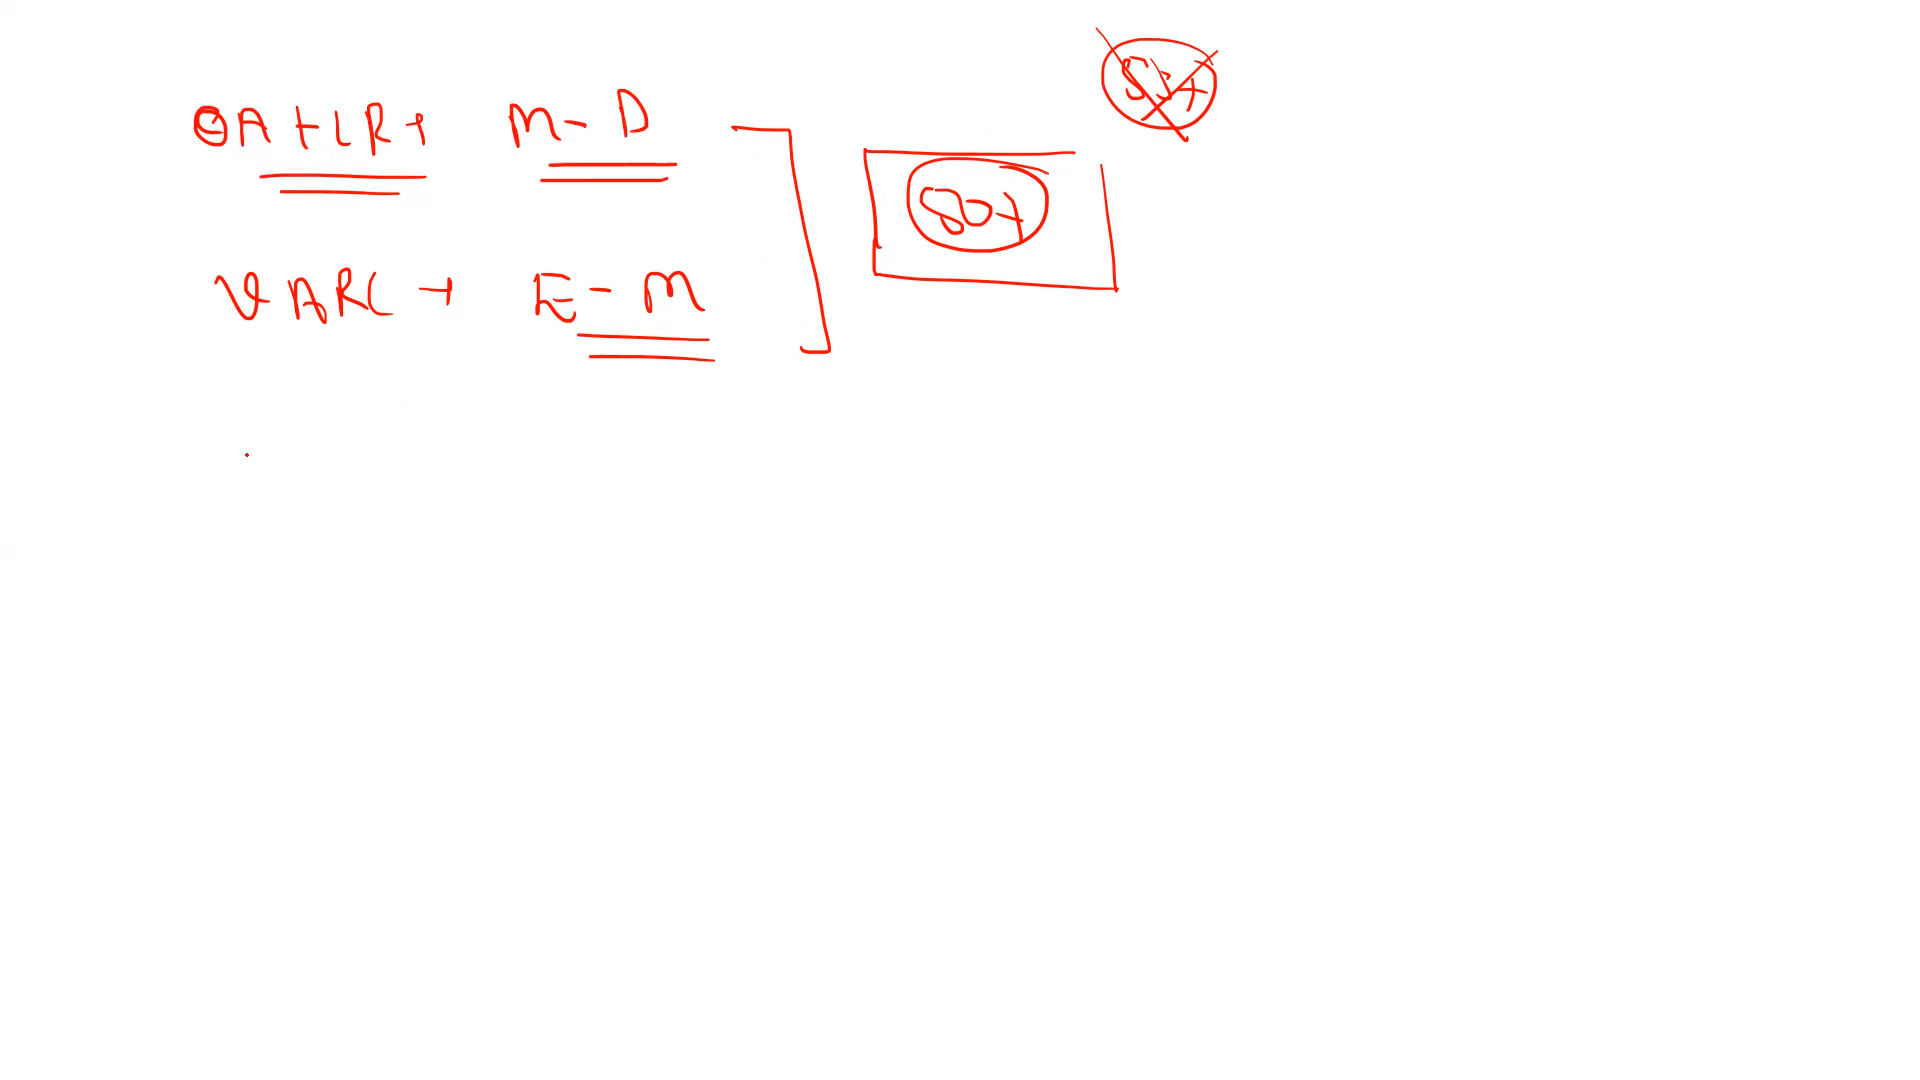 QA + LR + M - D
VARC + E - M
80+